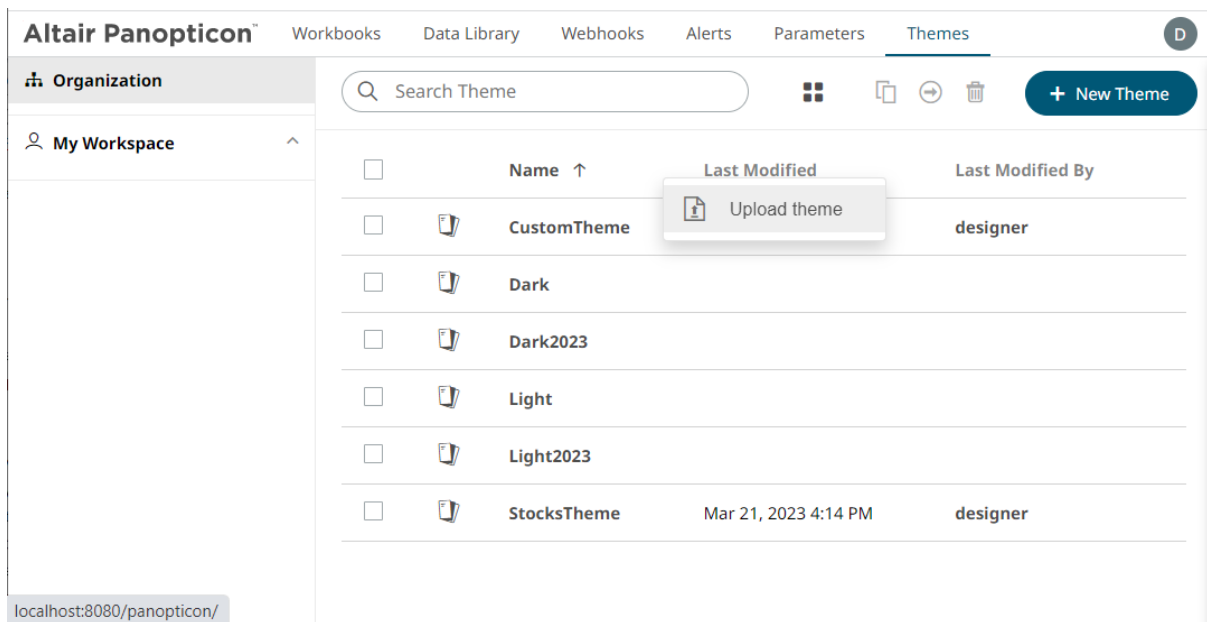 Altair Panopticon™ Workbooks Data Library Webhooks Alerts Parameters Themes D
Organization
Search Theme
+ New Theme
My Workspace
Name ↑ Last Modified Last Modified By
Upload theme
CustomTheme designer
Dark
Dark2023
Light
Light2023
StocksTheme Mar 21, 2023 4:14 PM designer
localhost:8080/panopticon/